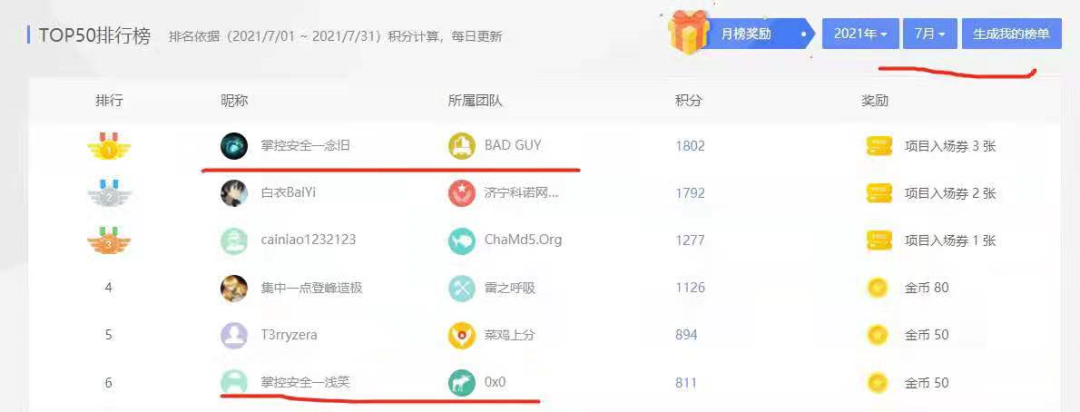 TOP50排行榜 排名依据（2021/7/01 ~ 2021/7/31）积分计算，每日更新 月榜奖励 2021年 7月 生成我的榜单
排行 昵称 所属团队 积分 奖励
1 掌控安全一念旧 BAD GUY 1802 项目入场券 3 张
2 白衣BaiYi 济宁科诺网... 1792 项目入场券 2 张
3 cainiao1232123 ChaMd5.Org 1277 项目入场券 1 张
4 集中一点登峰造极 雷之呼吸 1126 金币 80
5 T3rryzera 菜鸡上分 894 金币 50
6 掌控安全一浅笑 0x0 811 金币 50